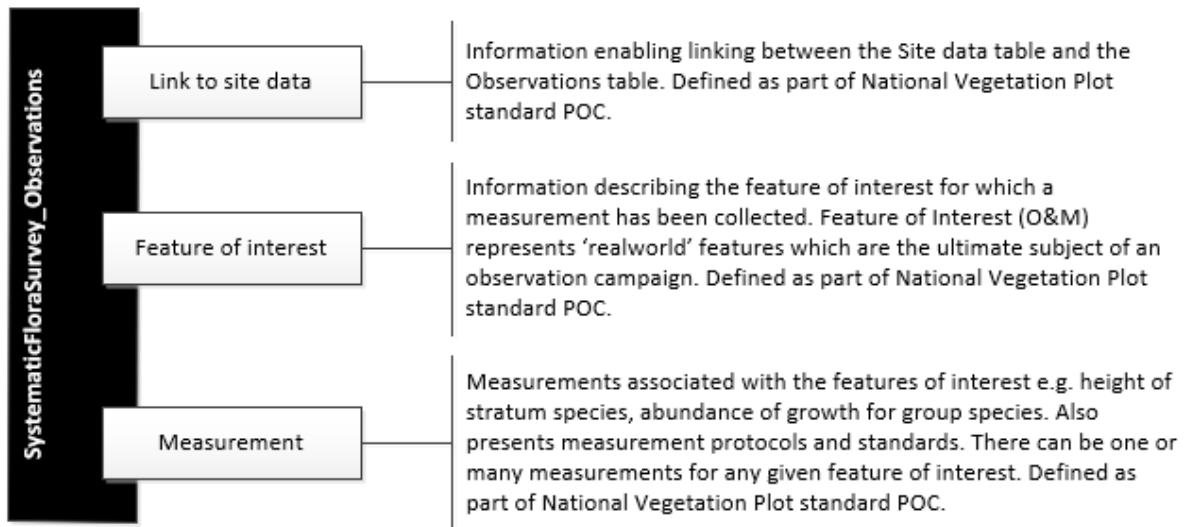 SystematicFloraSurvey_Observations
Link to site data
Information enabling linking between the Site data table and the
Observations table. Defined as part of National Vegetation Plot
standard POC.
Feature of interest
Information describing the feature of interest for which a
measurement has been collected. Feature of Interest (O&M)
represents ‘realworld’ features which are the ultimate subject of an
observation campaign. Defined as part of National Vegetation Plot
standard POC.
Measurement
Measurements associated with the features of interest e.g. height of
stratum species, abundance of growth for group species. Also
presents measurement protocols and standards. There can be one or
many measurements for any given feature of interest. Defined as
part of National Vegetation Plot standard POC.